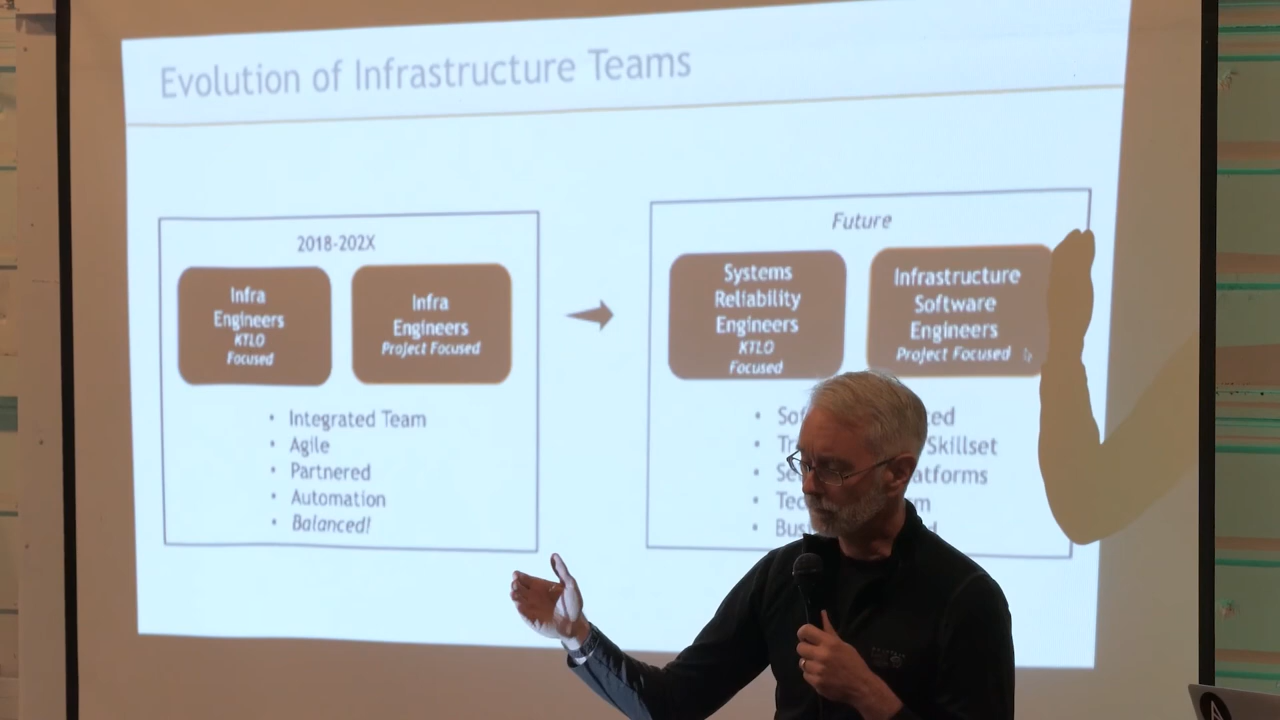 Evolution of Infrastructure Teams
2018-202X
Infra
Engineers
KTLO
Focused
Infra
Engineers
Project Focused
• Integrated Team
• Agile
• Partnered
• Automation
• Balanced!
Future
Systems
Reliability
Engineers
KTLO
Focused
Infrastructure
Software
Engineers
Project Focused
Skillset